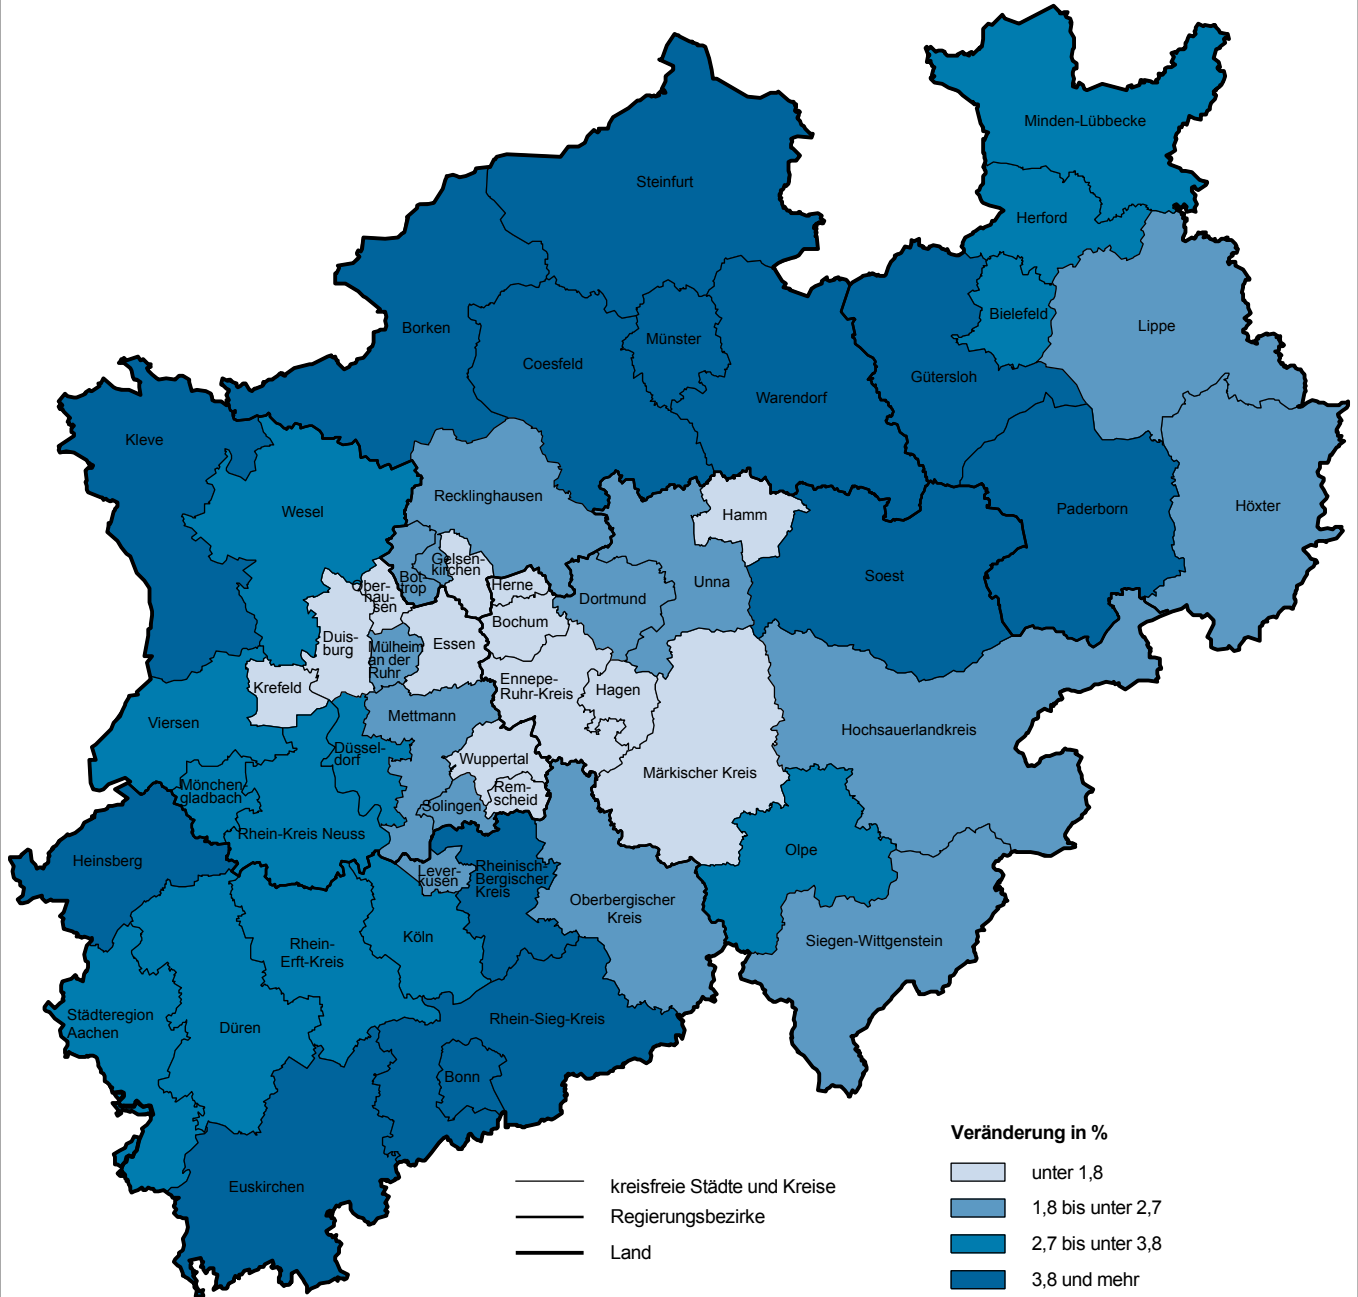 Minden-Lübbecke
Steinfurt
Herford
Bielefeld
Lippe
Borken
Münster
Coesfeld
Gütersloh
Warendorf
Kleve
Recklinghausen
Wesel
Hamm
Paderborn
Höxter
Gelsen-
kirchen
Bot-
trop
Ober-
hau-
sen
Herne
Dortmund
Unna
Soest
Bochum
Duis-
burg
Mülheim
an der
Ruhr
Essen
Krefeld
Ennepe-
Ruhr-Kreis
Hagen
Viersen
Mettmann
Hochsauerlandkreis
Düssel-
dorf
Wuppertal
Märkischer Kreis
Mönchen
gladbach
Rem-
scheid
Solingen
Rhein-Kreis Neuss
Olpe
Heinsberg
Lever-
kusen
Rheinisch-
Bergischer
Kreis
Oberbergischer
Kreis
Köln
Rhein-
Erft-Kreis
Siegen-Wittgenstein
Städteregion
Aachen
Düren
Rhein-Sieg-Kreis
Bonn
Euskirchen
kreisfreie Städte und Kreise
Regierungsbezirke
Land
Veränderung in %
unter 1,8
1,8 bis unter 2,7
2,7 bis unter 3,8
3,8 und mehr